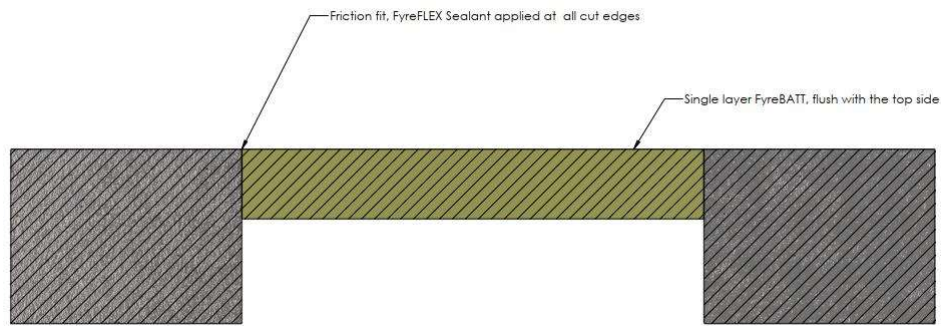 Friction fit, FyreFLEX Sealant applied at all cut edges
Single layer FyreBATT, flush with the top side